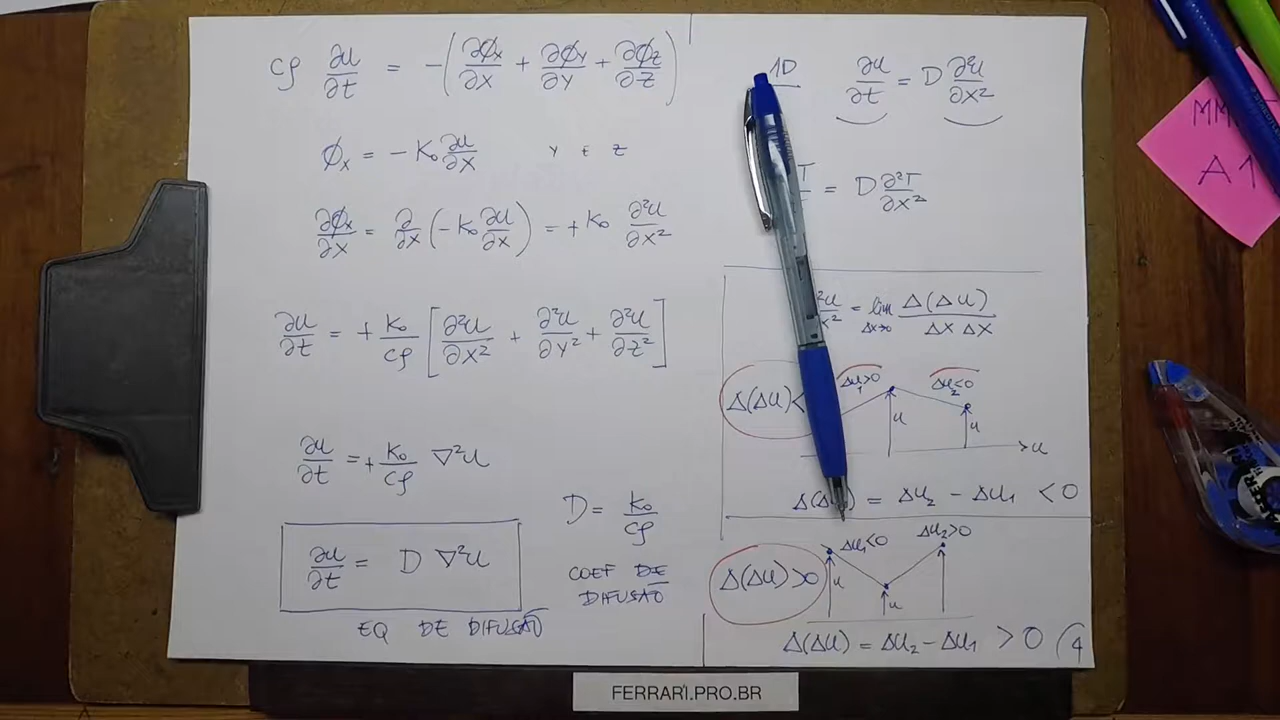 cρ ∂u/∂t = -(∂ϕx/∂x + ∂ϕy/∂y + ∂ϕz/∂z)
ϕx = -K₀ ∂u/∂x    Y E Z
∂ϕx/∂x = ∂/∂x (-K₀ ∂u/∂x) = +K₀ ∂²u/∂x²
∂u/∂t = + K₀/cρ [∂²u/∂x² + ∂²u/∂y² + ∂²u/∂z²]
∂u/∂t = + K₀/cρ ∇²u
D = K₀/cρ
COEF DE
DIFUSÃO
∂u/∂t = D ∇²u
EQ DE DIFUSÃO
1D    ∂u/∂t = D ∂²u/∂x²
= D ∂²T/∂x²
= lim Δx→0 Δ(Δu)/Δx Δx
Δ(Δu)<    Δu₁>0    Δu₂<0
u    u    u
Δ(Δu) = Δu₂ - Δu₁ <0
Δu₁<0    Δu₂>0
Δ(Δu)>0    u    u
Δ(Δu) = Δu₂ - Δu₁ > 0    4
A1
FERRARI.PRO.BR